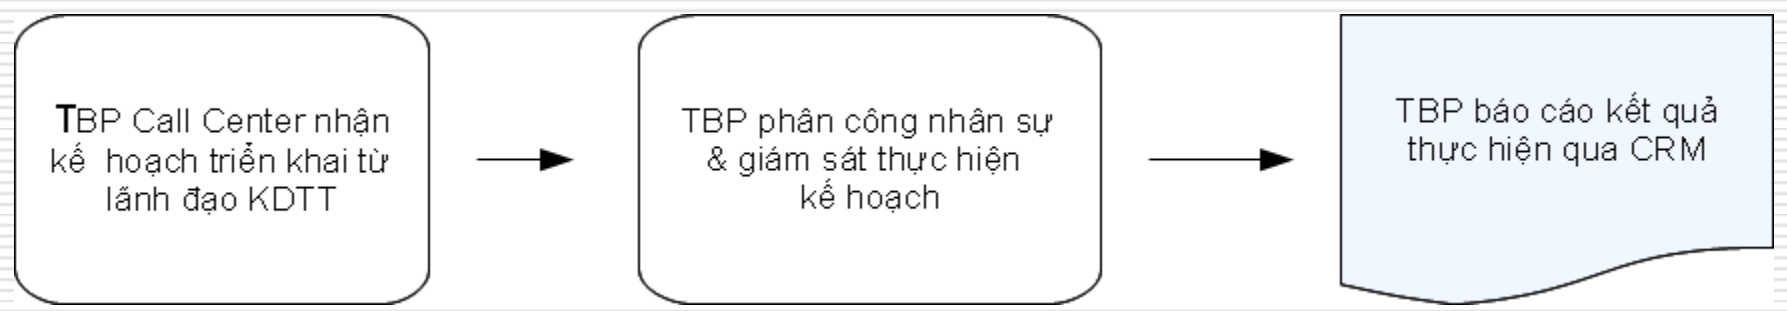 TBP Call Center nhận
kế hoạch triển khai từ
lãnh đạo KDTT
TBP phân công nhân sự
& giám sát thực hiện
kế hoạch
TBP báo cáo kết quả
thực hiện qua CRM